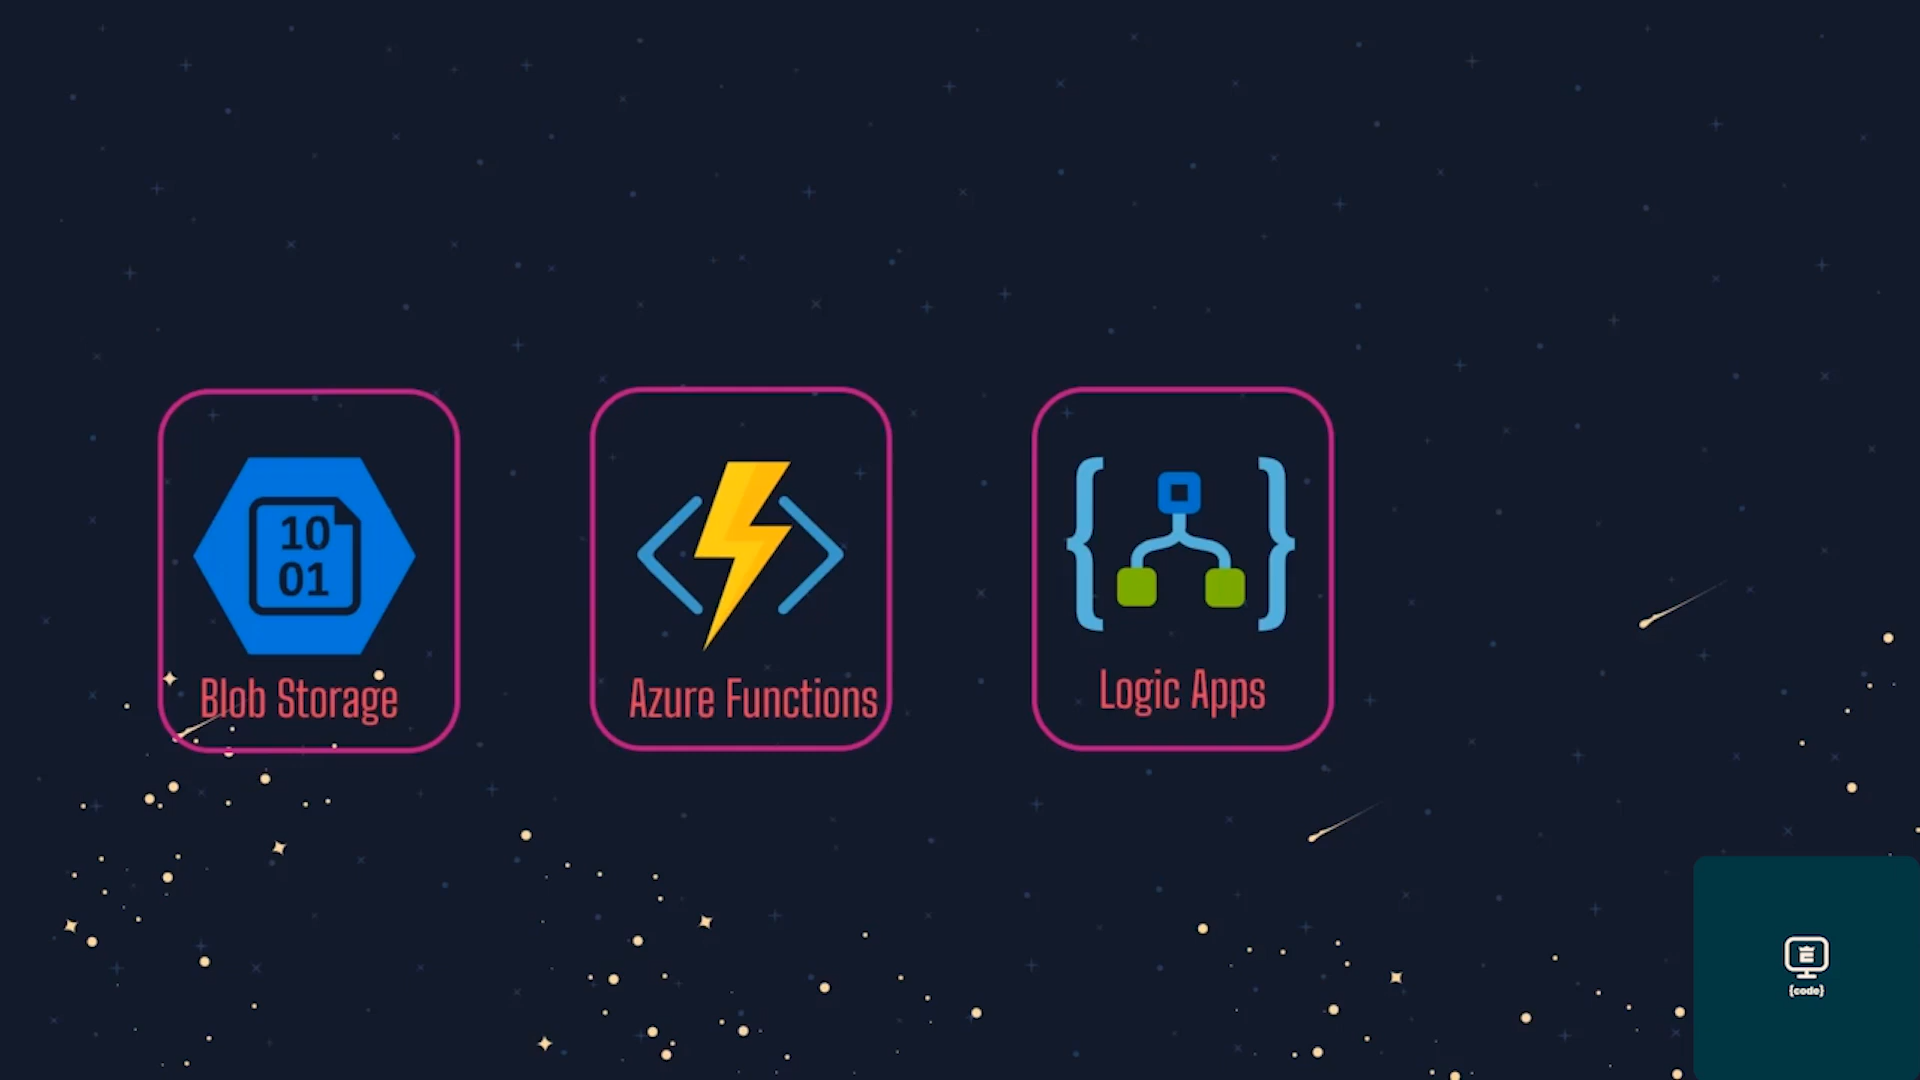 10
01
Blob Storage
Azure Functions
Logic Apps
E
{code}